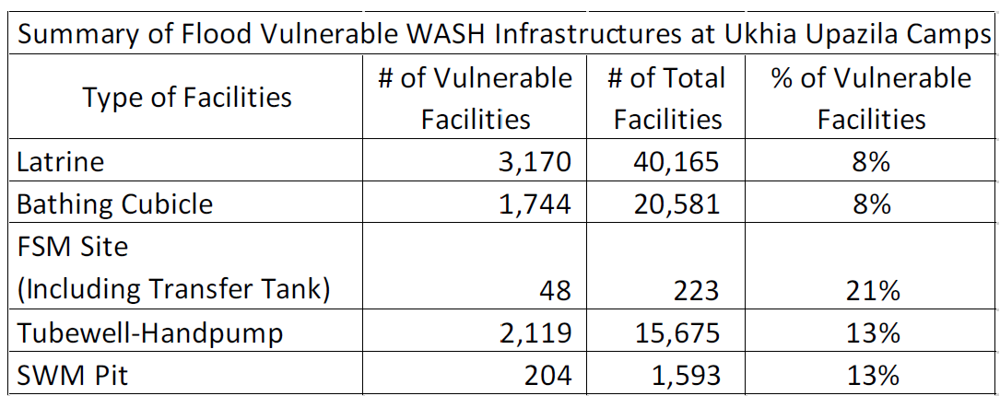 Summary of Flood Vulnerable WASH Infrastructures at Ukhia Upazila Camps
Type of Facilities # of Vulnerable Facilities # of Total Facilities % of Vulnerable Facilities
Latrine 3,170 40,165 8%
Bathing Cubicle 1,744 20,581 8%
FSM Site
(Including Transfer Tank) 48 223 21%
Tubewell-Handpump 2,119 15,675 13%
SWM Pit 204 1,593 13%